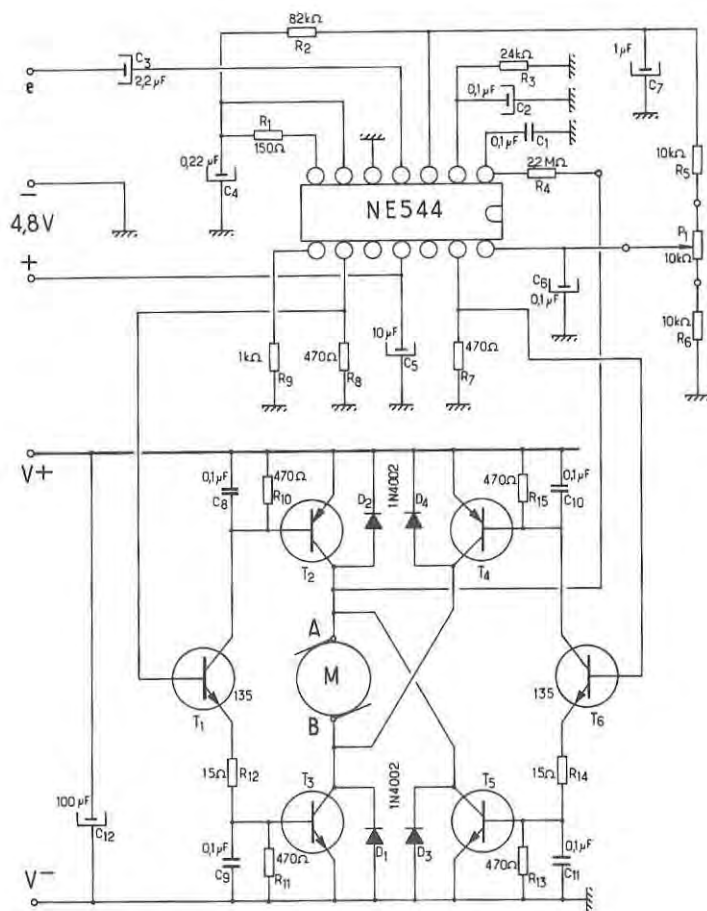 82kΩ
R2
C3
2,2µF
e
24kΩ
R3
1µF
C7
0,1µF
C2
R1
150Ω
0,1µF
C1
0,22µF
C4
22MΩ
R4
10kΩ
R5
−
4,8V
NE544
P1
10kΩ
+
C6
0,1µF
10kΩ
R6
1kΩ
R9
470Ω
R8
10µF
C5
470Ω
R7
V+
0,1µF
C8
470Ω
R10
D2
1N4002
D4
470Ω
R15
0,1µF
C10
T2
T4
A
M
B
135
T1
135
T6
15Ω
R12
T3
1N4002
T5
15Ω
R14
100µF
C12
0,1µF
C9
470Ω
R11
D1
D3
470Ω
R13
0,1µF
C11
V−